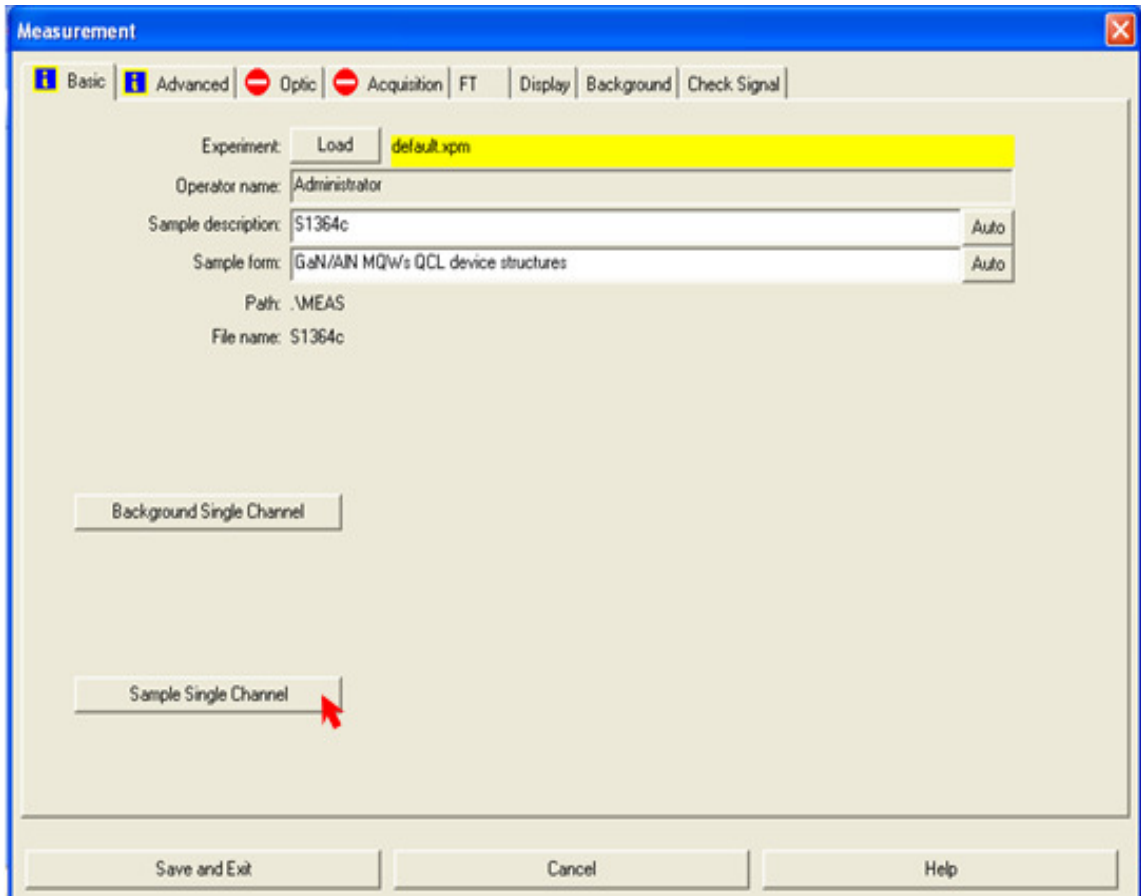 Measurement
Basic Advanced Optic Acquisition FT Display Background Check Signal
Experiment: Load default.xpm
Operator name: Administrator
Sample description: S1364c Auto
Sample form: GaN/AlN MQWs QCL device structures Auto
Path: .\MEAS
File name: S1364c
Background Single Channel
Sample Single Channel
Save and Exit Cancel Help